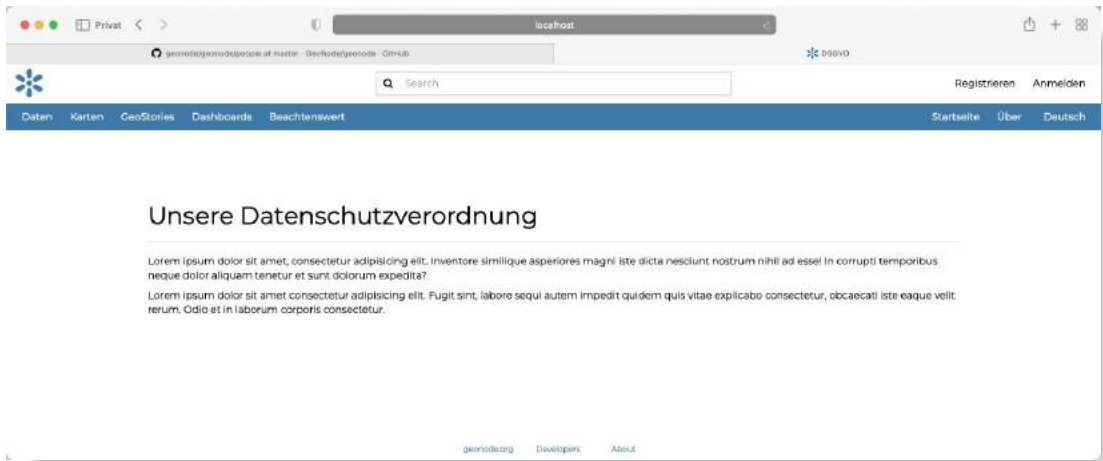 Privat
localhost
geonode/geonode/people at master · GeoNode/geonode · GitHub
DSGVO
Search
Registrieren Anmelden
Daten Karten GeoStories Dashboards Beachtenswert
Startseite Über Deutsch
Unsere Datenschutzverordnung
Lorem ipsum dolor sit amet, consectetur adipisicing elit. Inventore similique asperiores magni iste dicta nesciunt nostrum nihil ad esse! In corrupti temporibus
neque dolor aliquam tenetur et sunt dolorum expedita?
Lorem ipsum dolor sit amet consectetur adipisicing elit. Fugit sint, labore sequi autem impedit quidem quis vitae explicabo consectetur, obcaecati iste eaque velit
rerum. Odio et in laborum corporis consectetur.
geonode.org Developers About